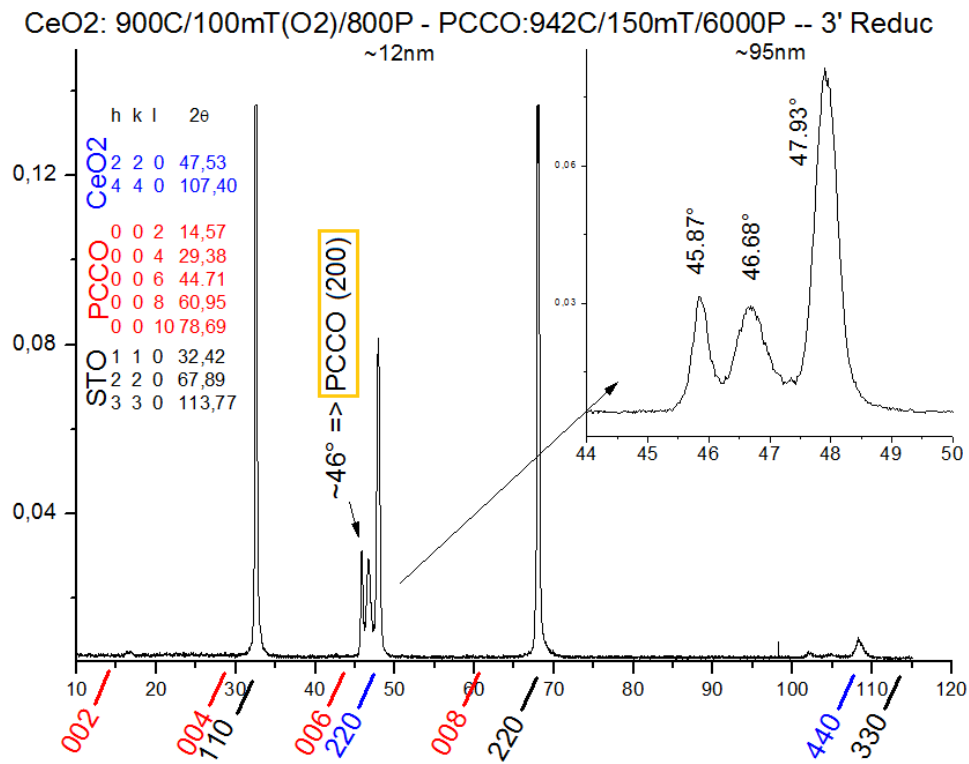 CeO2: 900C/100mT(O2)/800P - PCCO:942C/150mT/6000P -- 3' Reduc
~12nm
~95nm
h k l 2θ
CeO2
2 2 0 47,53
4 4 0 107,40
PCCO
0 0 2 14,57
0 0 4 29,38
0 0 6 44.71
0 0 8 60,95
0 0 10 78,69
STO
1 1 0 32,42
2 2 0 67,89
3 3 0 113,77
~46° => PCCO (200)
45.87°
46.68°
47.93°
0,06
0,03
44 45 46 47 48 49 50
0,12
0,08
0,04
10 20 30 40 50 60 70 80 90 100 110 120
002
004
110
006
220
008
220
440
330